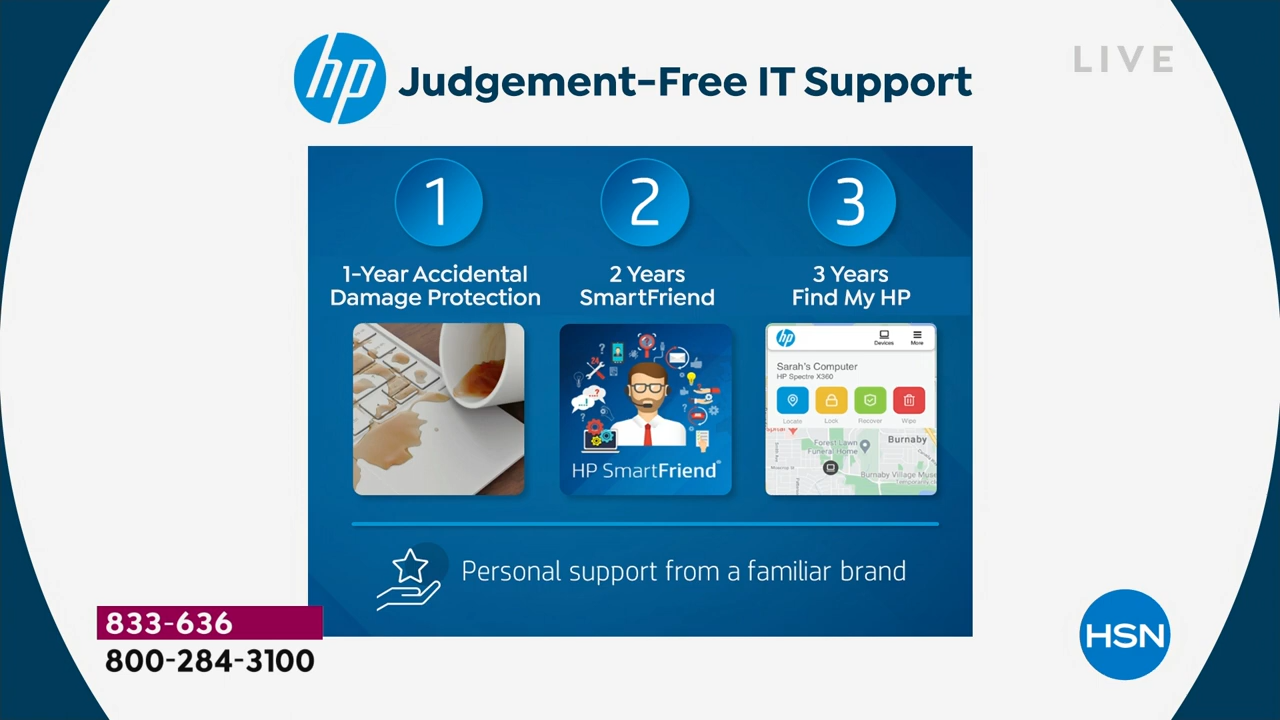 hp Judgement-Free IT Support
LIVE
1
2
3
1-Year Accidental
Damage Protection
2 Years
SmartFriend
3 Years
Find My HP
HP SmartFriend®
hp
Devices
More
Sarah's Computer
HP Spectre X360
Locate
Lock
Recover
Wipe
Forest Lawn
Funeral Home
Burnaby
Burnaby Village Muse
Personal support from a familiar brand
833-636
800-284-3100
HSN